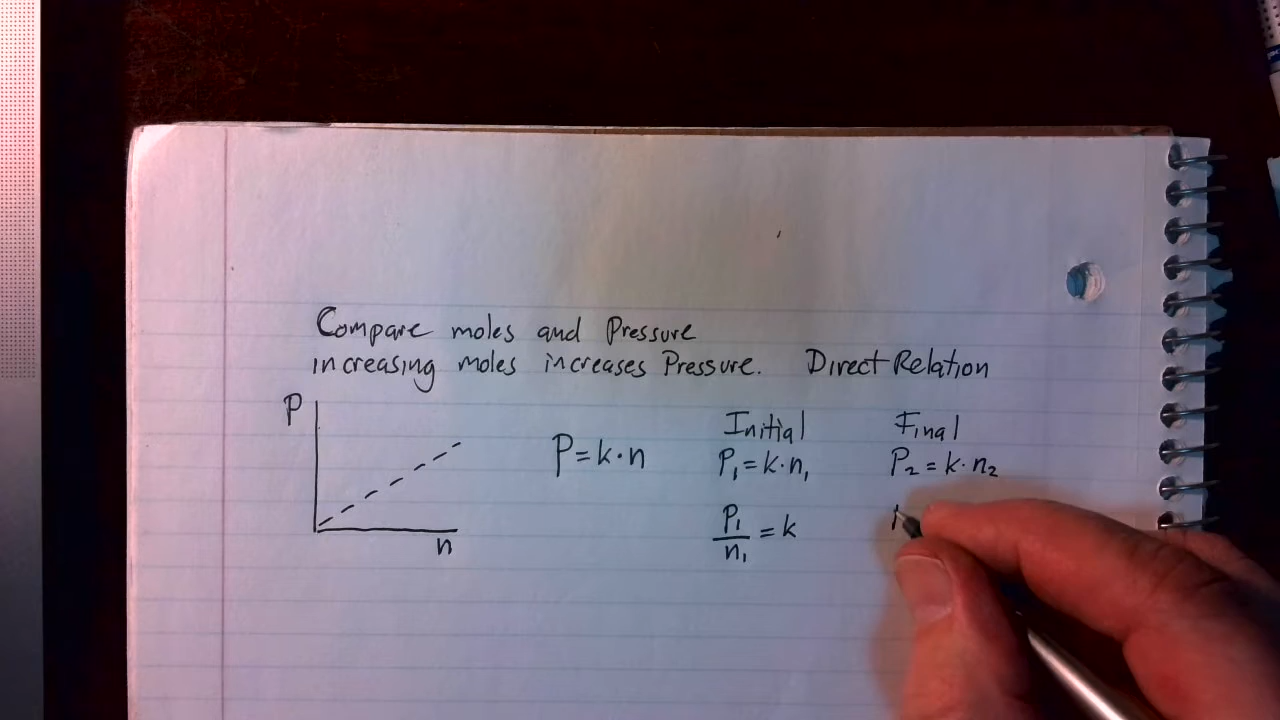 Compare moles and Pressure
increasing moles increases Pressure. Direct Relation
P
n
P=k·n
Initial Final
P₁=k·n₁ P₂=k·n₂
P₁/n₁ = k